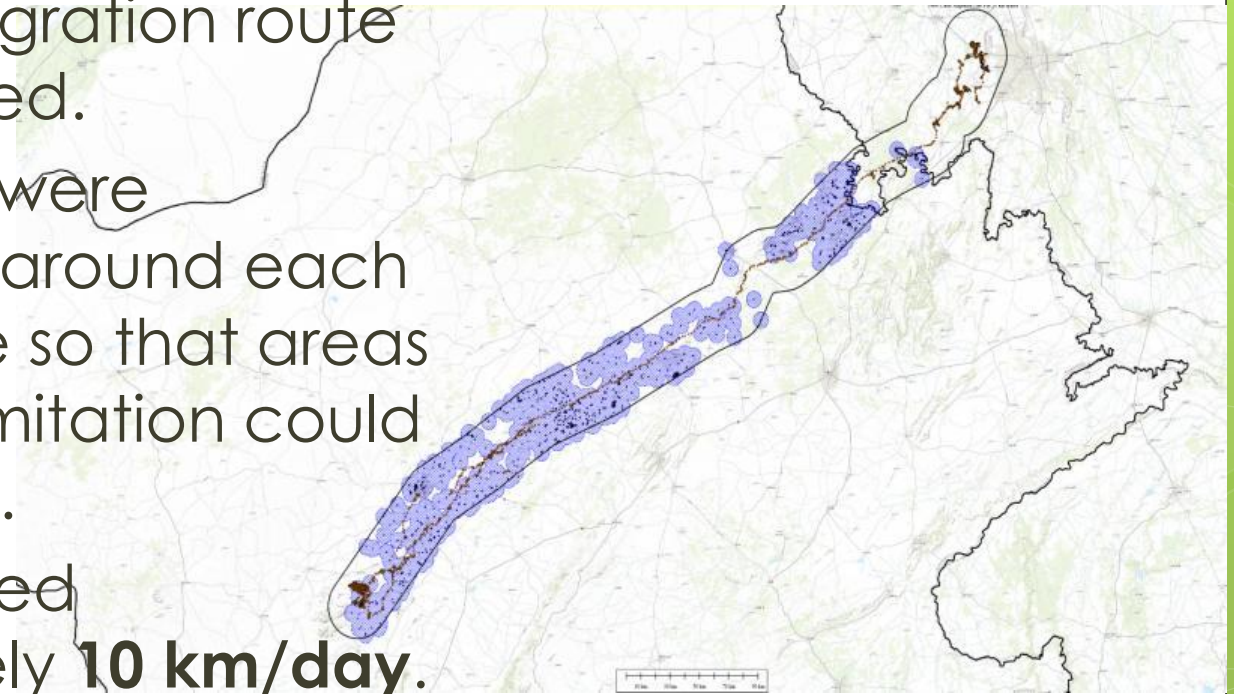 gration route
ed.
were
around each
e so that areas
mitation could
.
ed
ely 10 km/day.